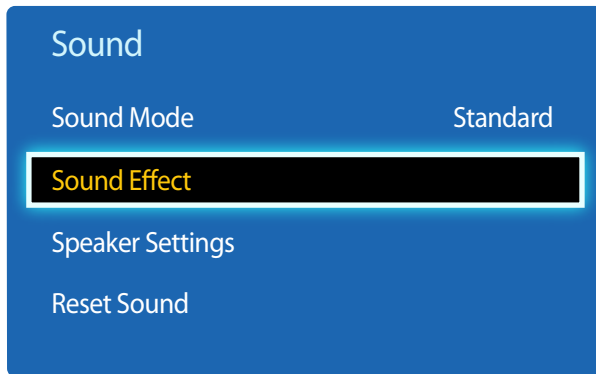 Sound
Sound Mode Standard
Sound Effect
Speaker Settings
Reset Sound